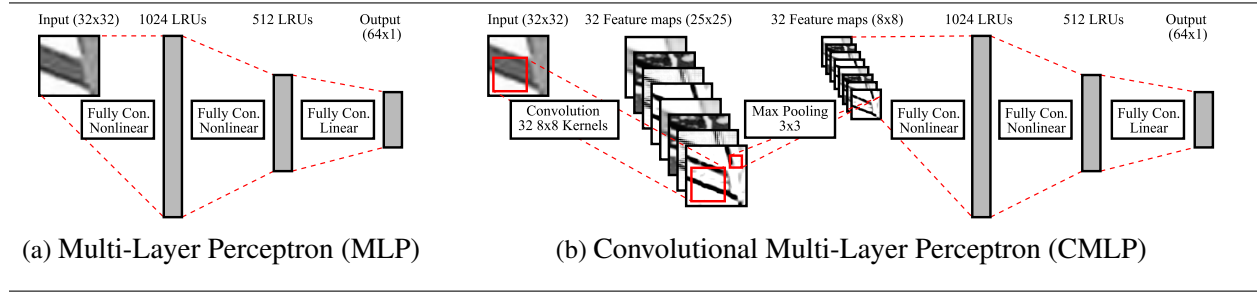 Input (32x32)
1024 LRUs
512 LRUs
Output
(64x1)
Fully Con.
Nonlinear
Fully Con.
Nonlinear
Fully Con.
Linear
(a) Multi-Layer Perceptron (MLP)
Input (32x32)
32 Feature maps (25x25)
32 Feature maps (8x8)
1024 LRUs
512 LRUs
Output
(64x1)
Convolution
32 8x8 Kernels
Max Pooling
3x3
Fully Con.
Nonlinear
Fully Con.
Nonlinear
Fully Con.
Linear
(b) Convolutional Multi-Layer Perceptron (CMLP)